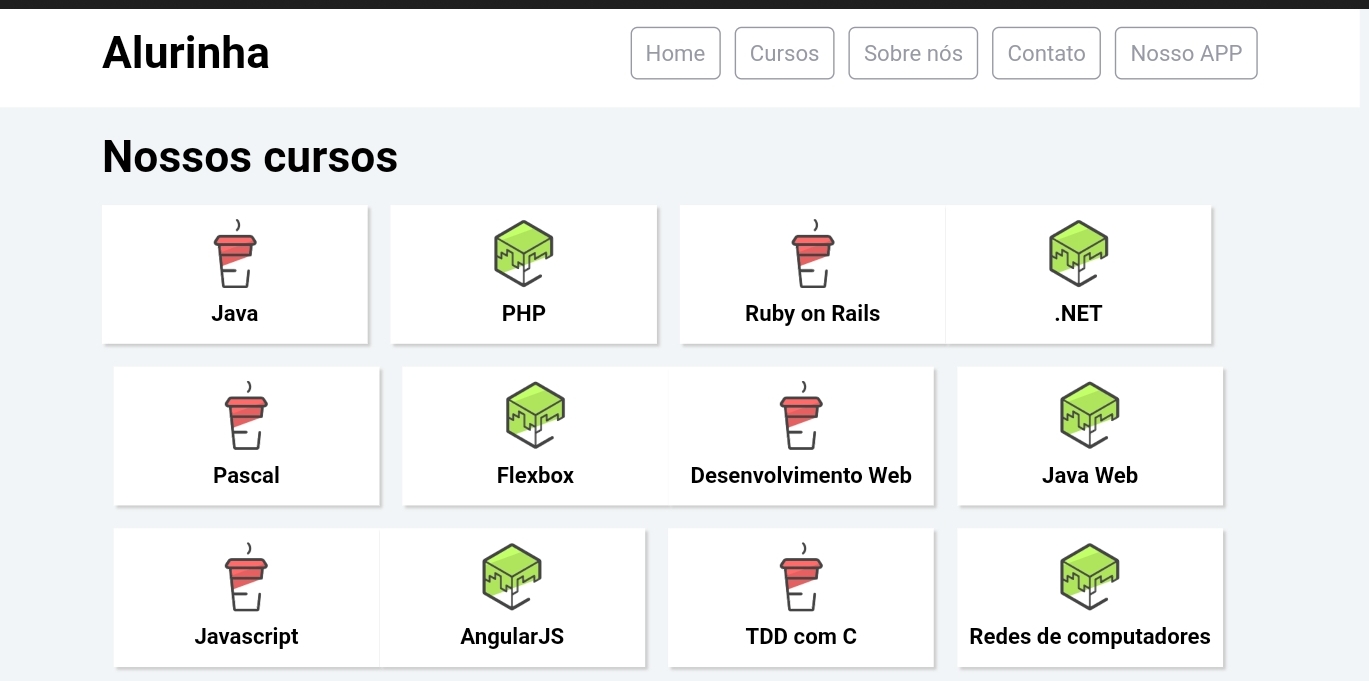 Alurinha
Home Cursos Sobre nós Contato Nosso APP
Nossos cursos
Java PHP Ruby on Rails .NET
Pascal Flexbox Desenvolvimento Web Java Web
Javascript AngularJS TDD com C Redes de computadores